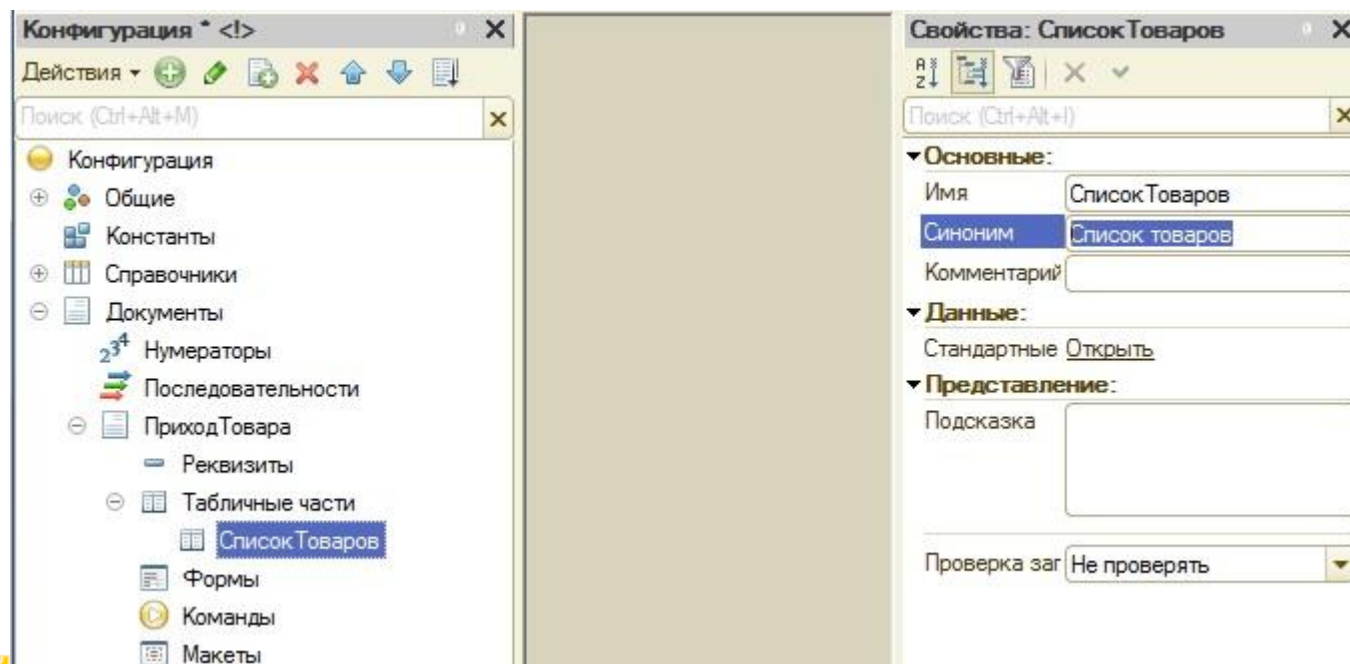 Конфигурация * <!>
Действия
Поиск (Ctrl+Alt+M)
Конфигурация
Общие
Константы
Справочники
Документы
Нумераторы
Последовательности
ПриходТовара
Реквизиты
Табличные части
СписокТоваров
Формы
Команды
Макеты
Свойства: СписокТоваров
Поиск (Ctrl+Alt+I)
Основные:
Имя СписокТоваров
Синоним Список товаров
Комментарий
Данные:
Стандартные Открыть
Представление:
Подсказка
Проверка заг Не проверять